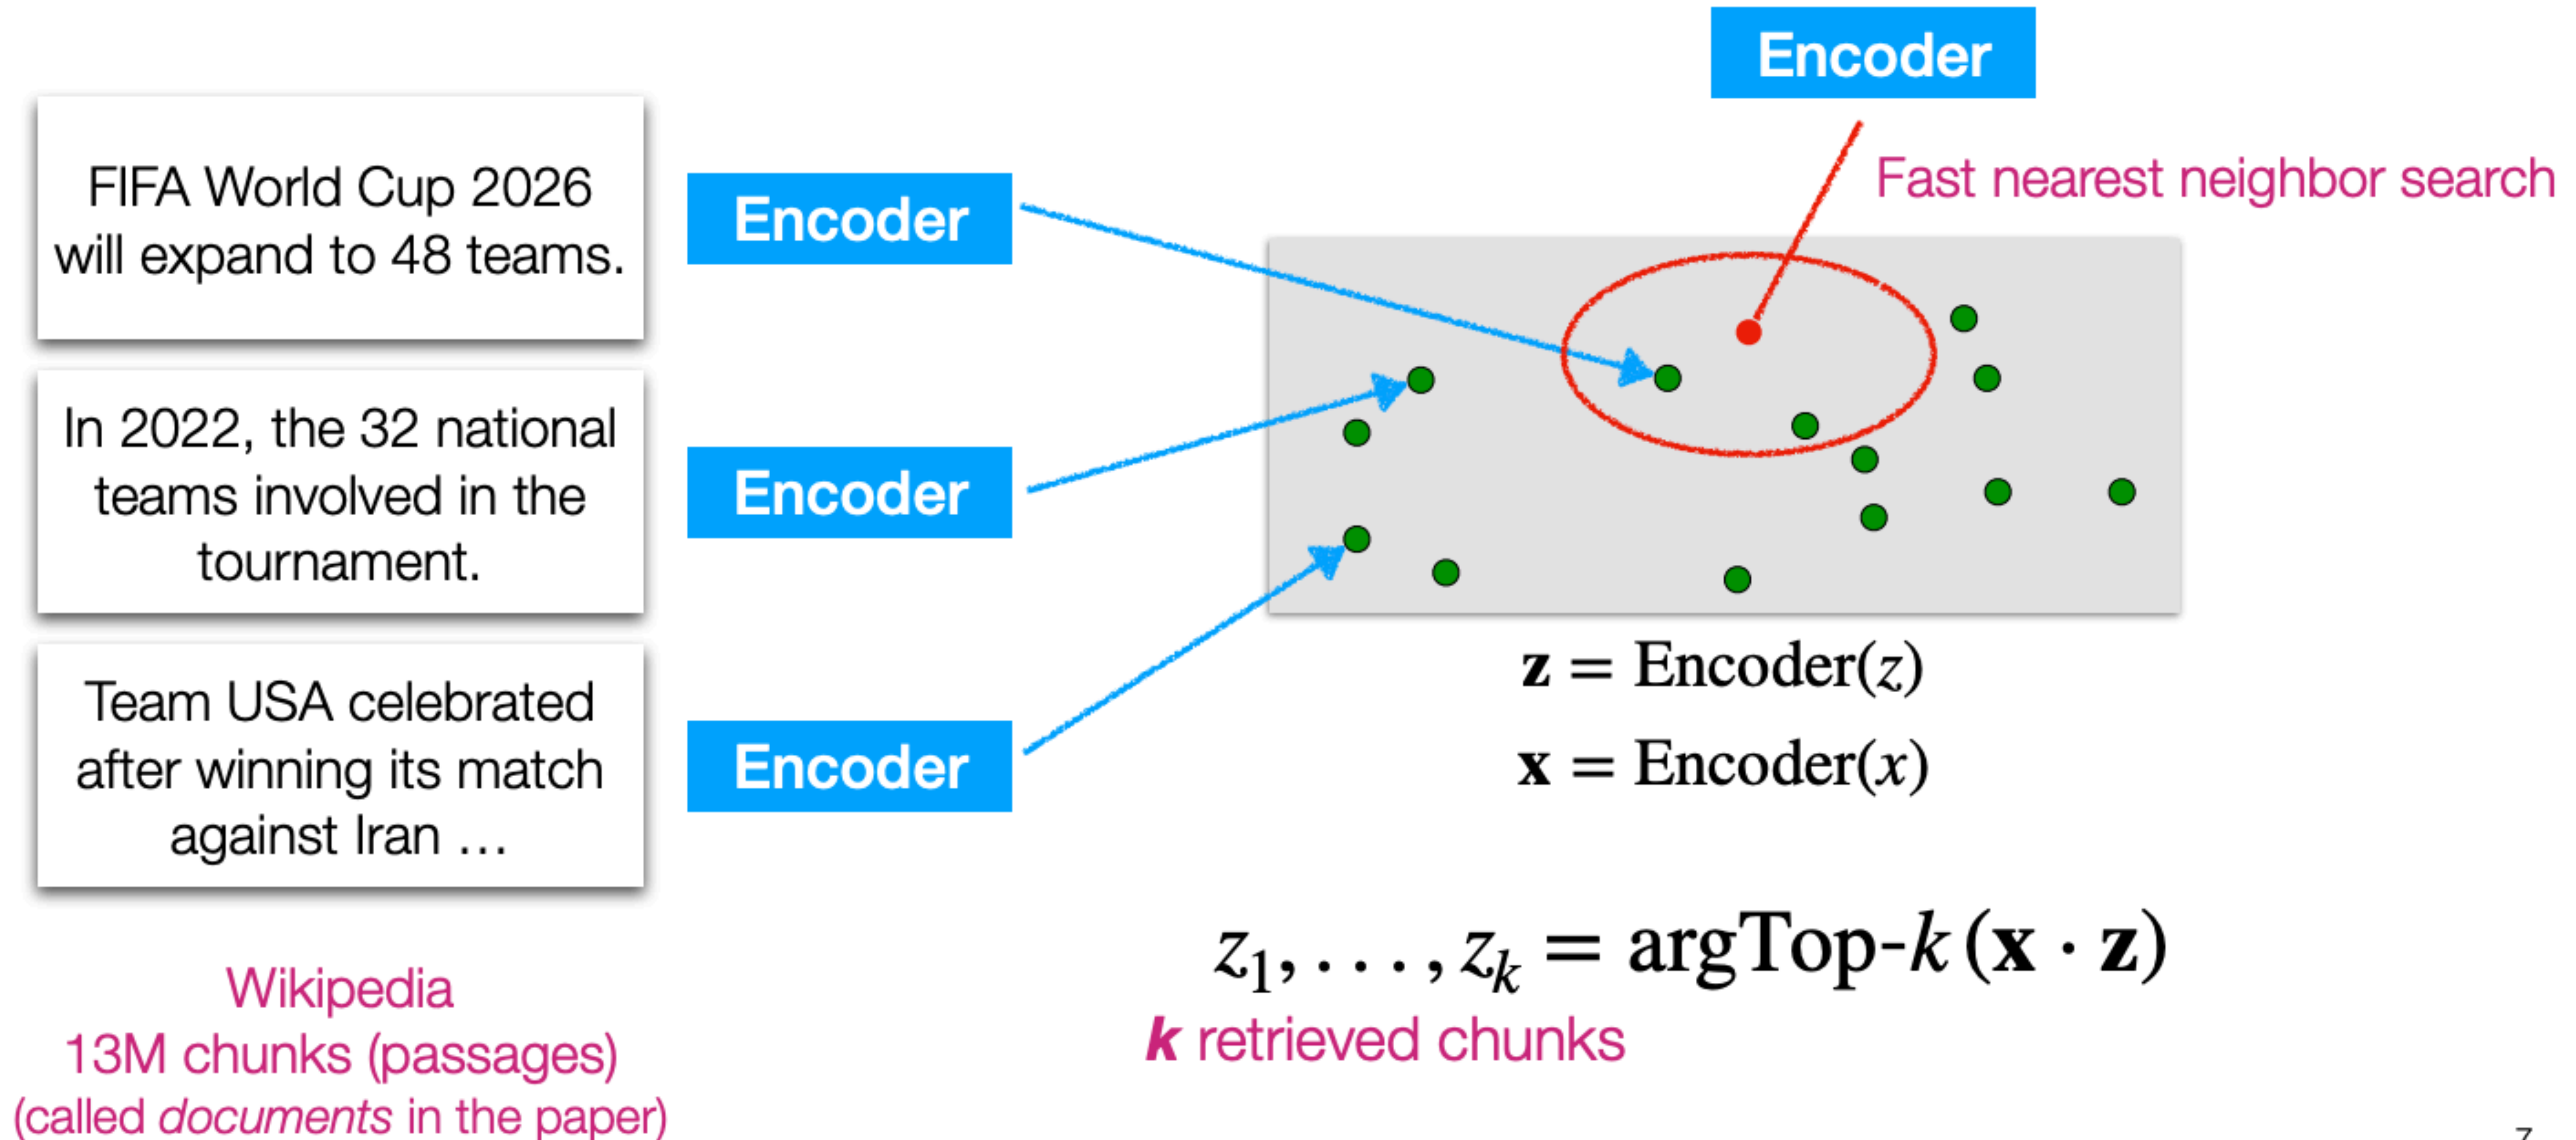 Encoder
Fast nearest neighbor search
FIFA World Cup 2026
will expand to 48 teams.
Encoder
In 2022, the 32 national
teams involved in the
tournament.
Encoder
Team USA celebrated
after winning its match
against Iran …
Encoder
z = Encoder(z)
x = Encoder(x)
z₁, . . . , zₖ = argTop-k (x · z)
k retrieved chunks
Wikipedia
13M chunks (passages)
(called documents in the paper)
7